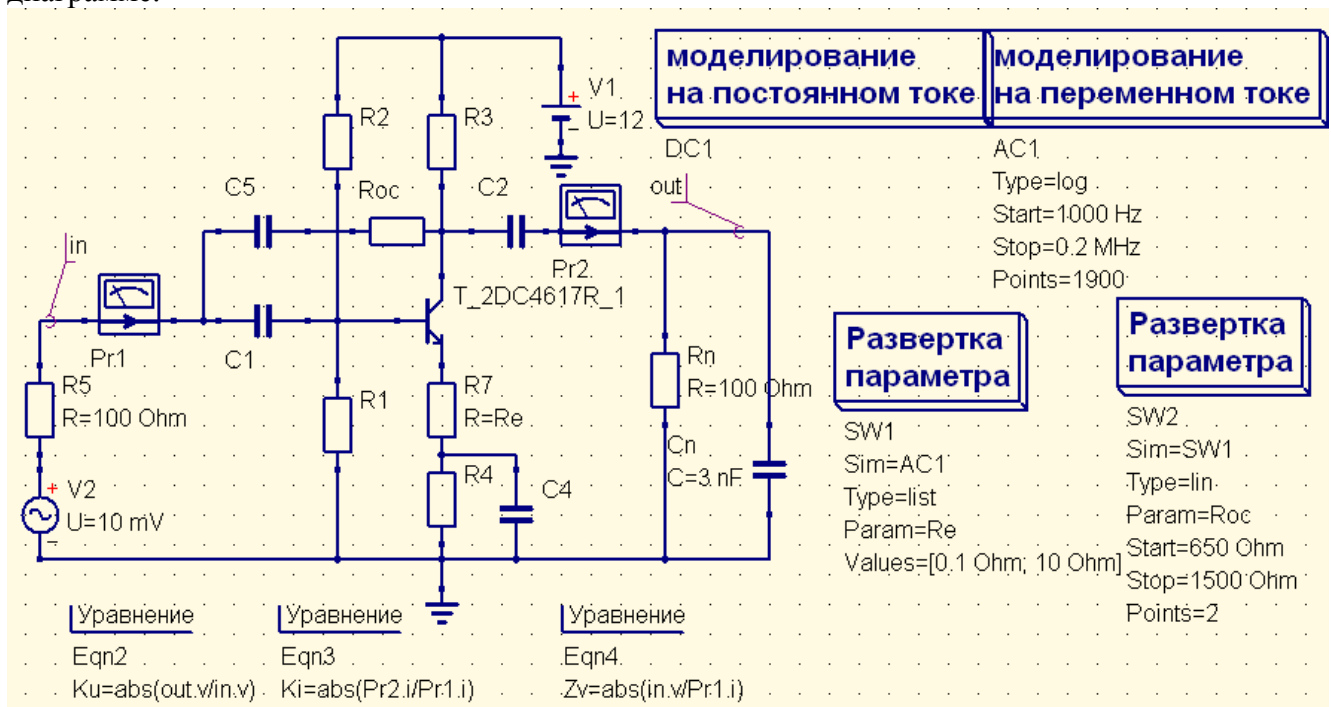 диаграмме.
моделирование
на постоянном токе
DC1
моделирование
на переменном токе
AC1
Type=log
Start=1000 Hz
Stop=0.2 MHz
Points=1900
V1
U=12
R2
R3
C5
Roc
C2
out
in
Pr2
T_2DC4617R_1
Pr1
C1
R5
R=100 Ohm
R1
R7
R=Re
Rn
R=100 Ohm
Cn
C=3 nF
R4
C4
V2
U=10 mV
Развертка
параметра
SW1
Sim=AC1
Type=list
Param=Re
Values=[0.1 Ohm; 10 Ohm]
Развертка
параметра
SW2
Sim=SW1
Type=lin
Param=Roc
Start=650 Ohm
Stop=1500 Ohm
Points=2
Уравнение
Eqn2
Ku=abs(out.v/in.v)
Уравнение
Eqn3
Ki=abs(Pr2.i/Pr1.i)
Уравнение
Eqn4
Zv=abs(in.v/Pr1.i)